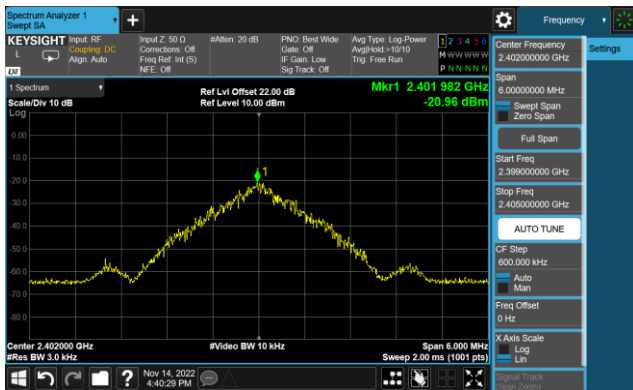 Spectrum Analyzer 1
Swept SA
Frequency
KEYSIGHT
L
LXI
Input: RF
Coupling: DC
Align: Auto
Input Z: 50 Ω
Corrections: Off
Freq Ref: Int (S)
NFE: Off
#Atten: 20 dB
PNO: Best Wide
Gate: Off
IF Gain: Low
Sig Track: Off
Avg Type: Log-Power
Avg|Hold:>10/10
Trig: Free Run
1 2 3 4 5 6
M W W W W W
P N N N N N
Center Frequency
2.402000000 GHz
Settings
Span
6.00000000 MHz
Swept Span
Zero Span
Full Span
Start Freq
2.399000000 GHz
Stop Freq
2.405000000 GHz
AUTO TUNE
CF Step
600.000 kHz
Auto
Man
Freq Offset
0 Hz
X Axis Scale
Log
Lin
Signal Track
(Span Zoom)
1 Spectrum
Scale/Div 10 dB
Log
Ref Lvl Offset 22.00 dB
Ref Level 10.00 dBm
Mkr1 2.401 982 GHz
-20.96 dBm
1
0.00
-10.0
-20.0
-30.0
-40.0
-50.0
-60.0
-70.0
-80.0
Center 2.402000 GHz
#Res BW 3.0 kHz
#Video BW 10 kHz
Span 6.000 MHz
Sweep 2.00 ms (1001 pts)
?
Nov 14, 2022
4:40:29 PM